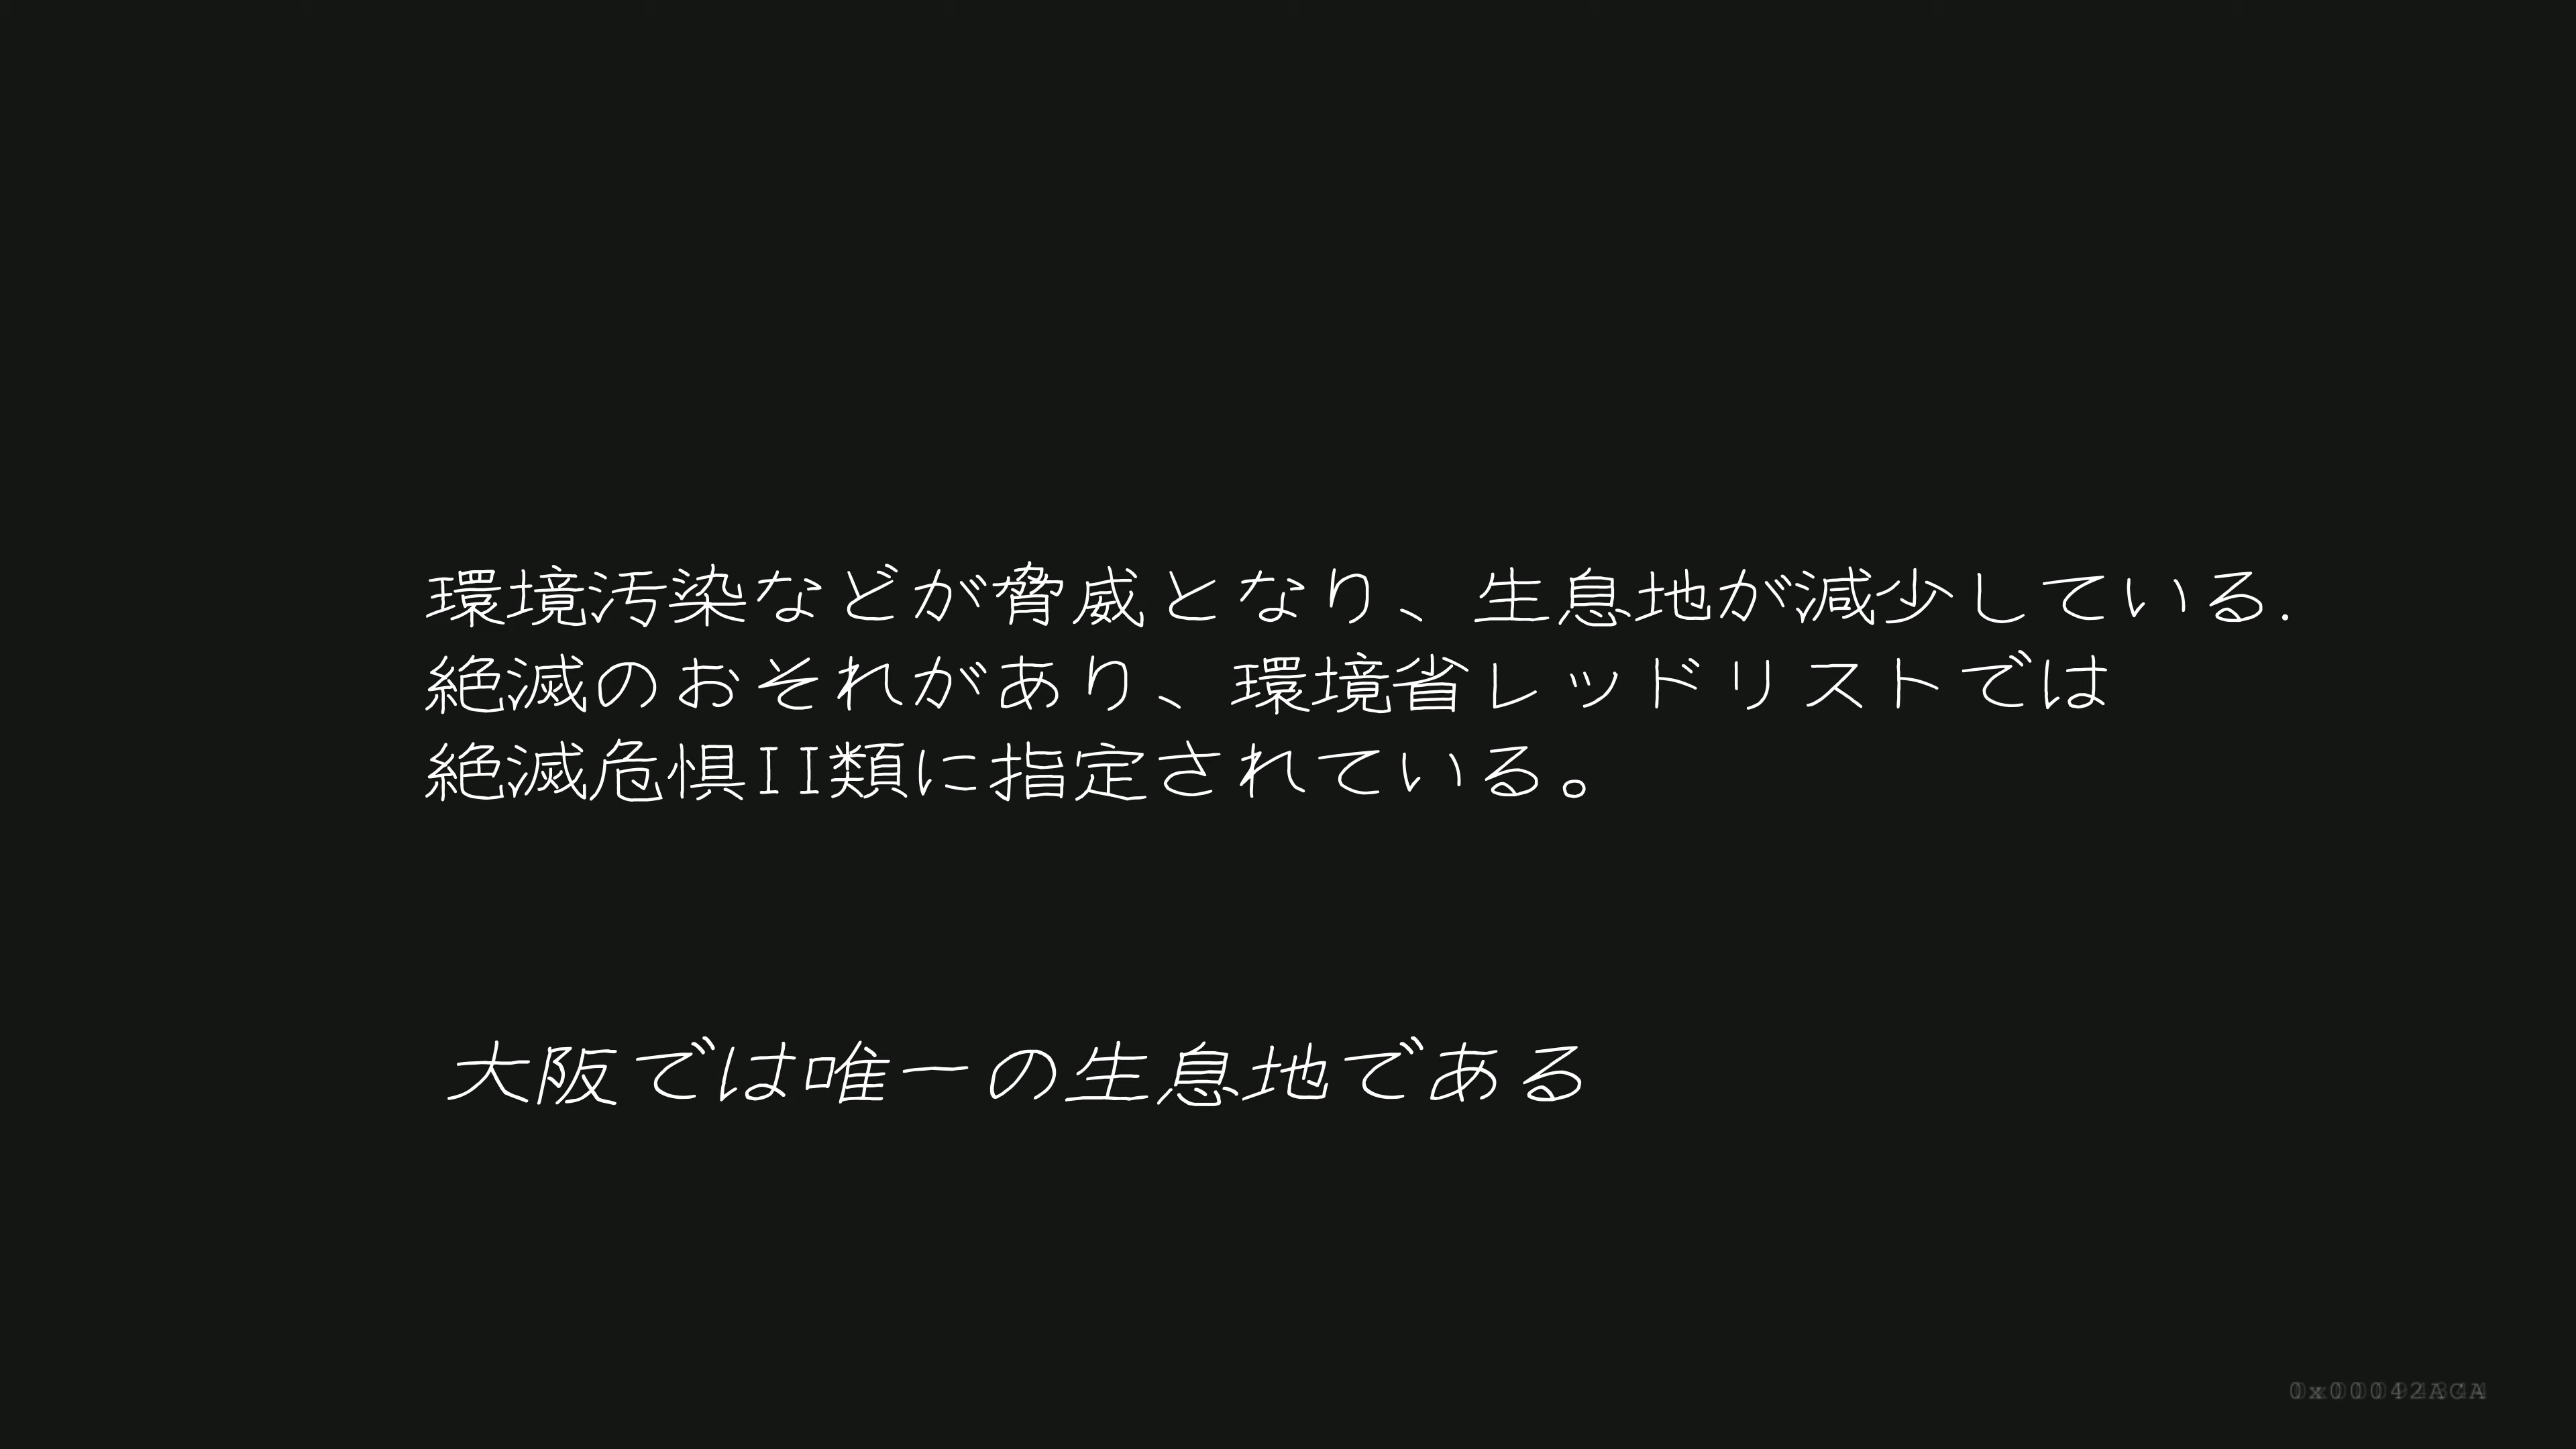 環境汚染などが脅威となり、生息地が減少している.
絶滅のおそれがあり、環境省レッドリストでは
絶滅危惧II類に指定されている。
大阪では唯一の生息地である